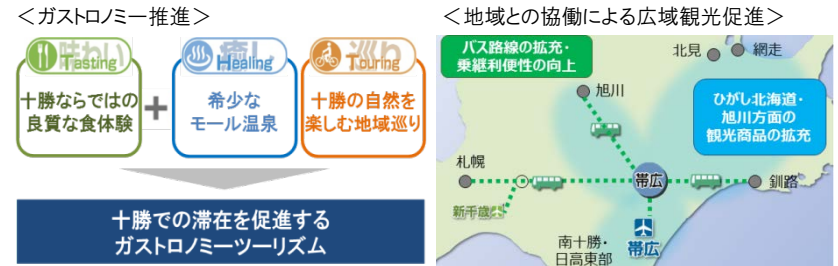 ＜ガストロノミー推進＞
味わい
Tasting
十勝ならではの
良質な食体験
+
癒し
Healing
希少な
モール温泉
巡り
Touring
十勝の自然を
楽しむ地域巡り
十勝での滞在を促進する
ガストロノミーツーリズム
＜地域との協働による広域観光促進＞
バス路線の拡充・
乗継利便性の向上
北見
網走
旭川
ひがし北海道・
旭川方面の
観光商品の拡充
札幌
帯広
釧路
新千歳
南十勝・
日高東部
帯広